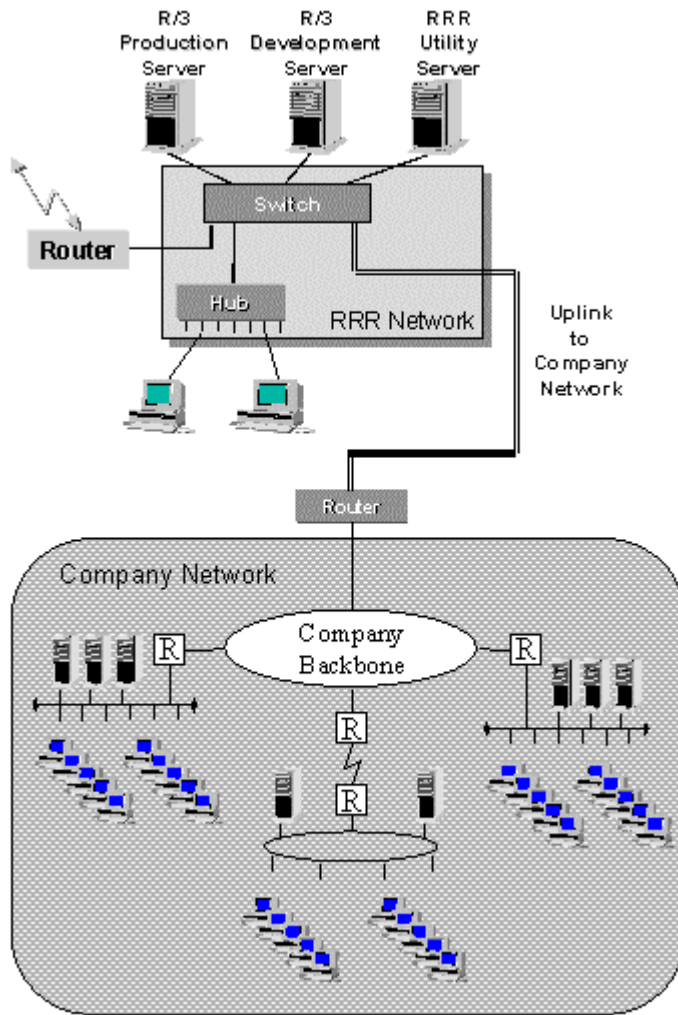 R/3
Production
Server
R/3
Development
Server
RRR
Utility
Server
Switch
Router
Hub
RRR Network
Uplink
to
Company
Network
Router
Company Network
Company
Backbone
R
R
R
R